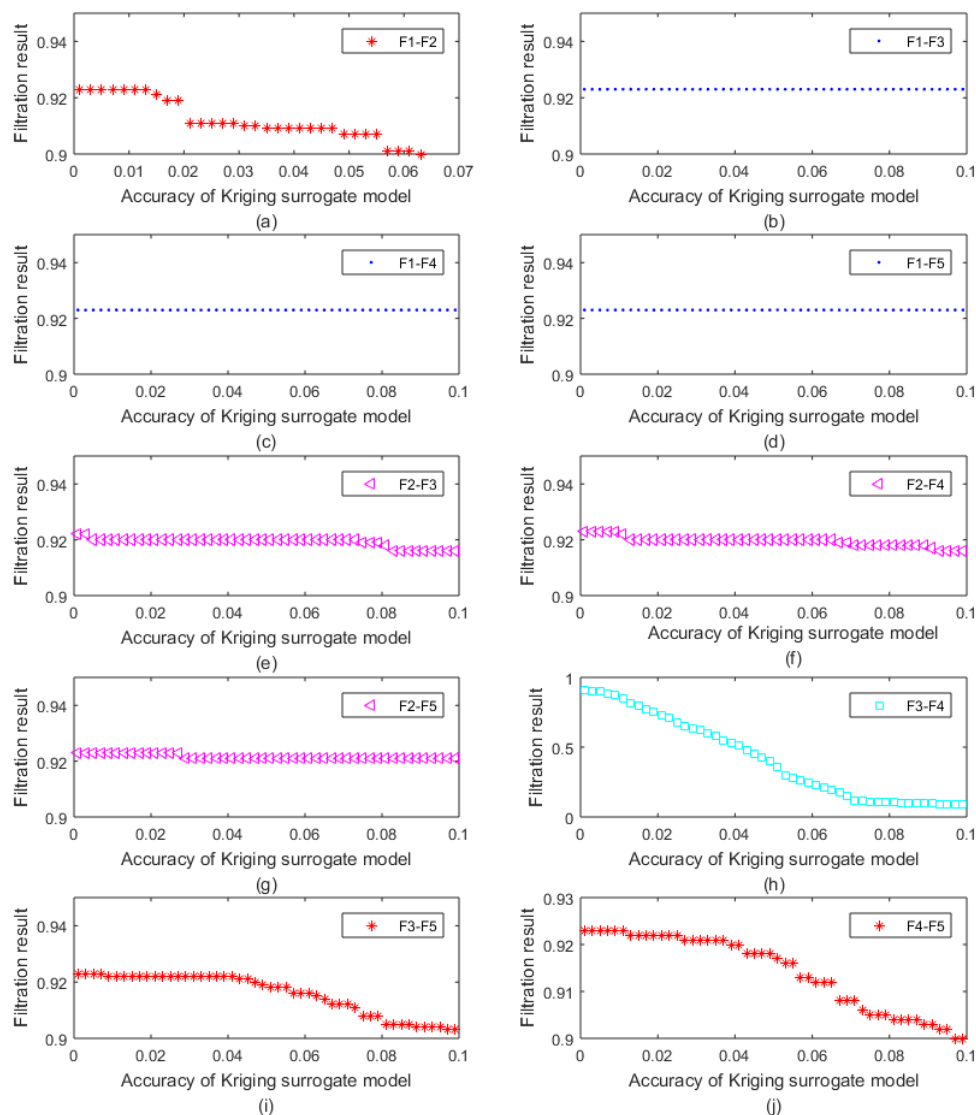 F1-F2
Filtration result
0.94
0.92
0.9
0 0.01 0.02 0.03 0.04 0.05 0.06 0.07
Accuracy of Kriging surrogate model
(a)
F1-F3
Filtration result
0.94
0.92
0.9
0 0.02 0.04 0.06 0.08 0.1
Accuracy of Kriging surrogate model
(b)
F1-F4
Filtration result
0.94
0.92
0.9
0 0.02 0.04 0.06 0.08 0.1
Accuracy of Kriging surrogate model
(c)
F1-F5
Filtration result
0.94
0.92
0.9
0 0.02 0.04 0.06 0.08 0.1
Accuracy of Kriging surrogate model
(d)
F2-F3
Filtration result
0.94
0.92
0.9
0 0.02 0.04 0.06 0.08 0.1
Accuracy of Kriging surrogate model
(e)
F2-F4
Filtration result
0.94
0.92
0.9
0 0.02 0.04 0.06 0.08 0.1
Accuracy of Kriging surrogate model
(f)
F2-F5
Filtration result
0.94
0.92
0.9
0 0.02 0.04 0.06 0.08 0.1
Accuracy of Kriging surrogate model
(g)
F3-F4
Filtration result
1
0.5
0
0 0.02 0.04 0.06 0.08 0.1
Accuracy of Kriging surrogate model
(h)
F3-F5
Filtration result
0.94
0.92
0.9
0 0.02 0.04 0.06 0.08 0.1
Accuracy of Kriging surrogate model
(i)
F4-F5
Filtration result
0.93
0.92
0.91
0.9
0 0.02 0.04 0.06 0.08 0.1
Accuracy of Kriging surrogate model
(j)